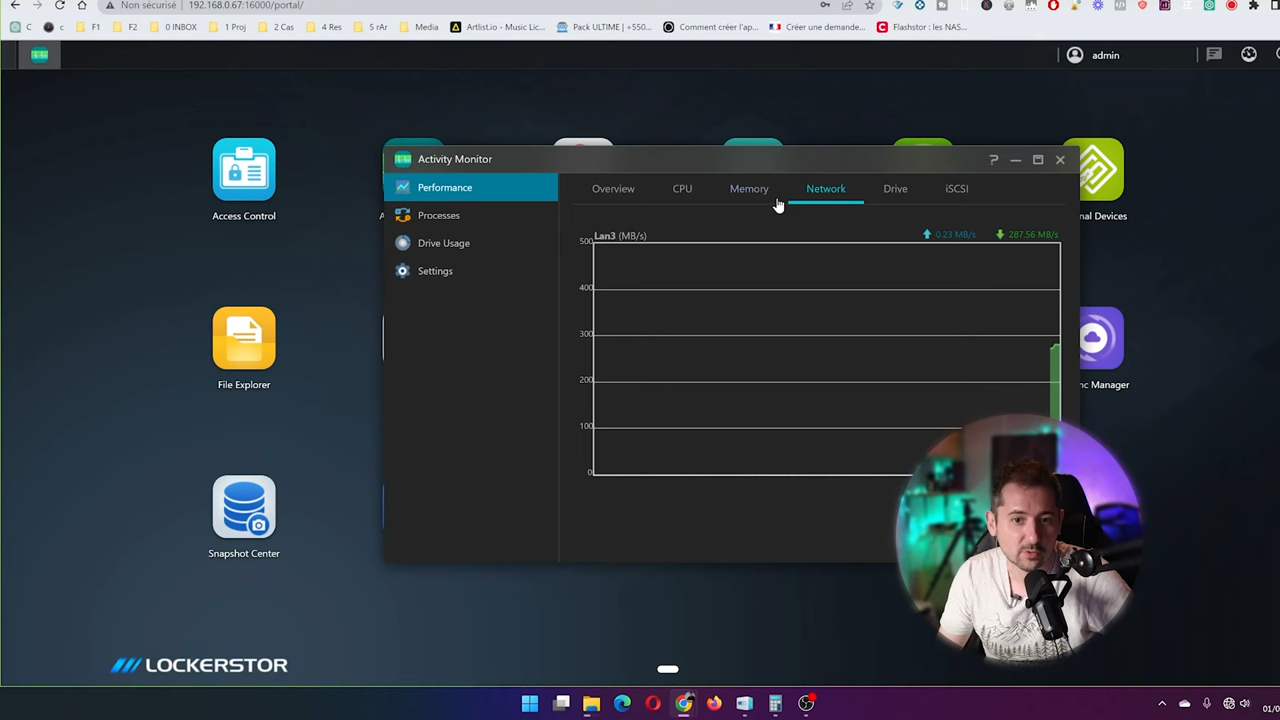 Non sécurisé
192.168.0.67:16000/portal/
C
c
F1
F2
0 INBOX
1 Proj
2 Cas
4 Res
5 rAr
Media
Artlist.io - Music Lic...
Pack ULTIME | +550...
Comment créer l'ap...
Créer une demande...
Flashstor : les NAS...
admin
Activity Monitor
Performance
Processes
Drive Usage
Settings
Overview
CPU
Memory
Network
Drive
iSCSI
Lan3 (MB/s)
0.23 MB/s
287.56 MB/s
500
400
300
200
100
0
Access Control
File Explorer
Snapshot Center
nal Devices
nc Manager
LOCKERSTOR